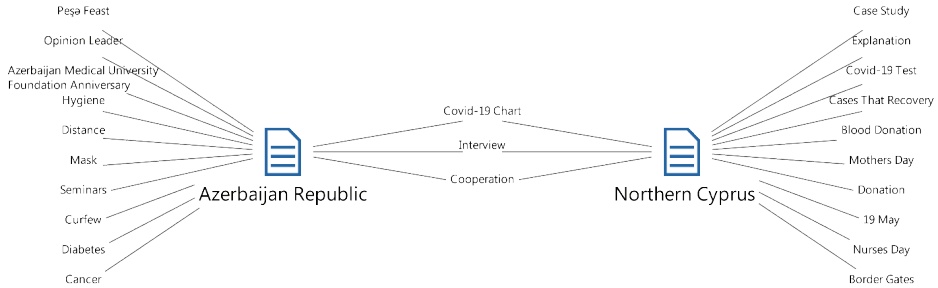 Peşə Feast
Opinion Leader
Azerbaijan Medical University
Foundation Anniversary
Hygiene
Distance
Mask
Seminars
Curfew
Diabetes
Cancer
Azerbaijan Republic
Covid-19 Chart
Interview
Cooperation
Northern Cyprus
Case Study
Explanation
Covid-19 Test
Cases That Recovery
Blood Donation
Mothers Day
Donation
19 May
Nurses Day
Border Gates